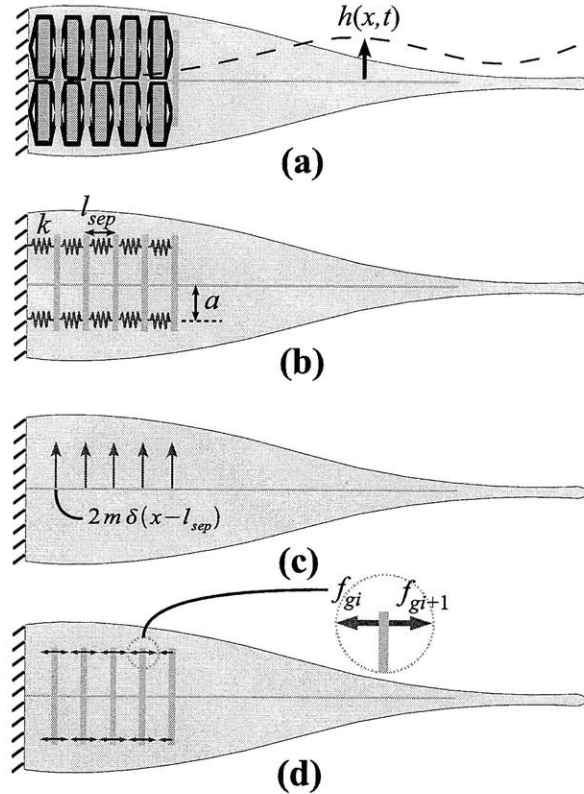 h(x,t)
(a)
k
l_sep
a
(b)
2m δ(x−l_sep)
(c)
f_gi
f_gi+1
(d)